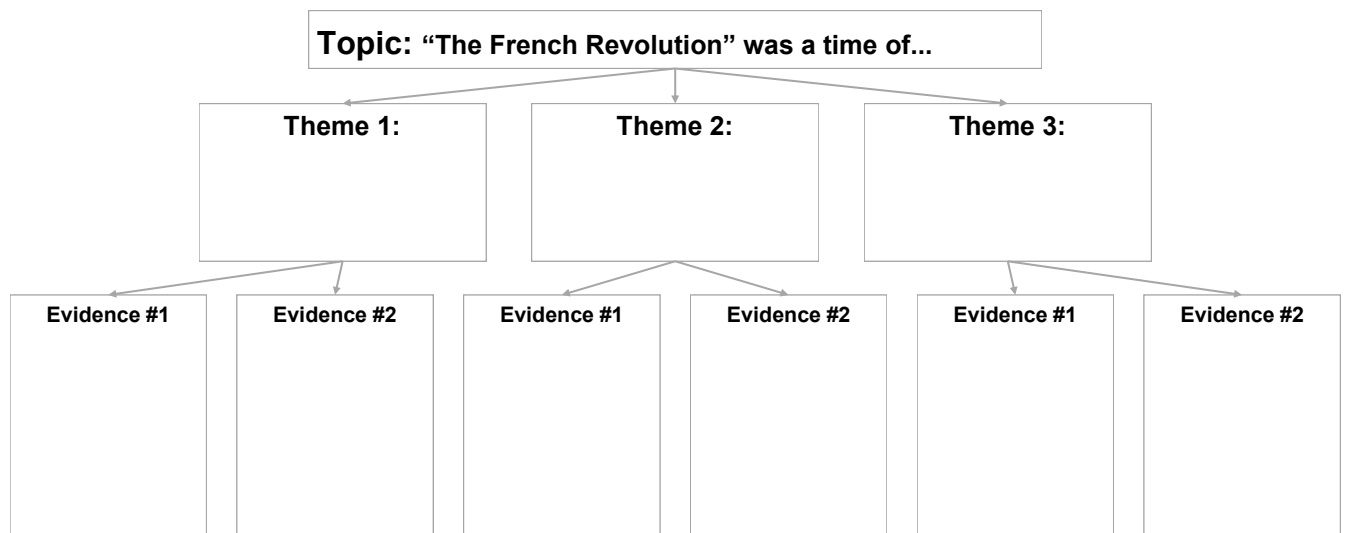 Topic: “The French Revolution” was a time of...
Theme 1:
Theme 2:
Theme 3:
Evidence #1
Evidence #2
Evidence #1
Evidence #2
Evidence #1
Evidence #2